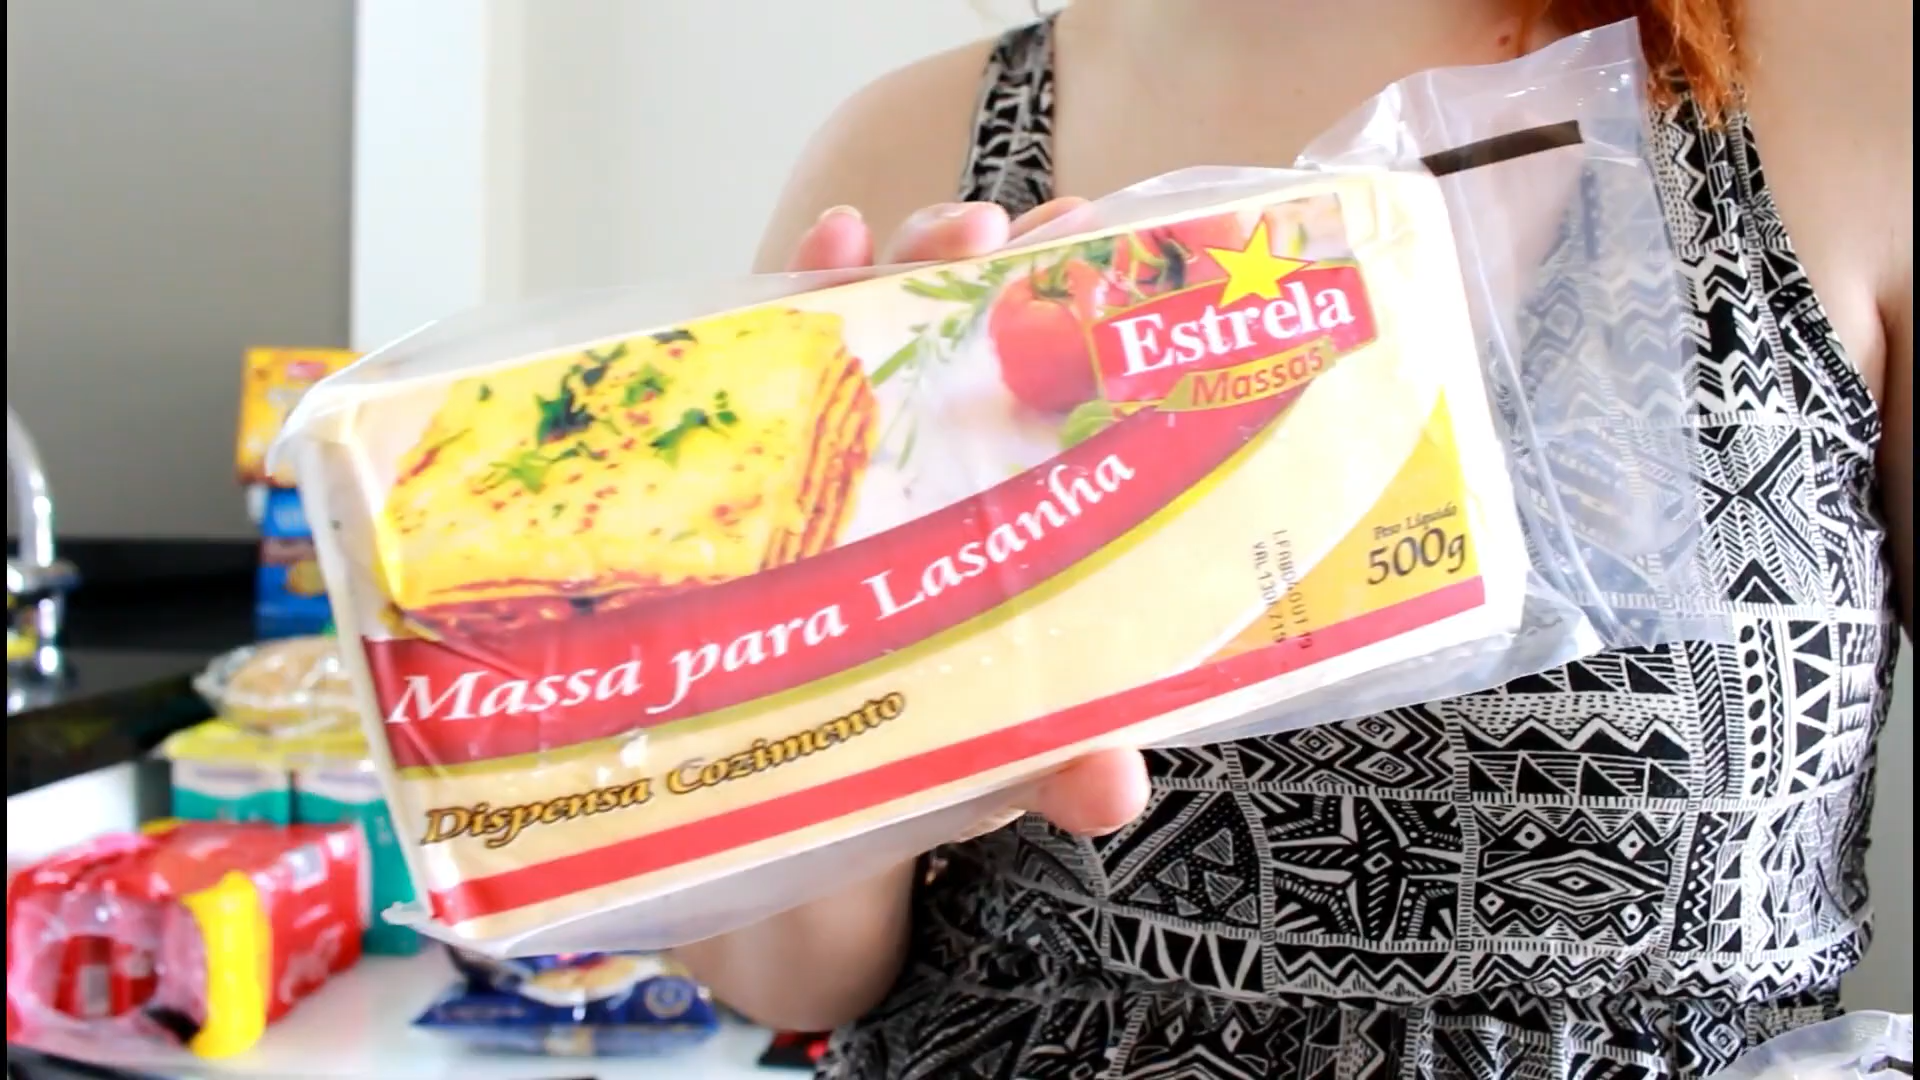 Estrela
Massas
Massa para Lasanha
Dispensa Cozimento
Peso Líquido
500g